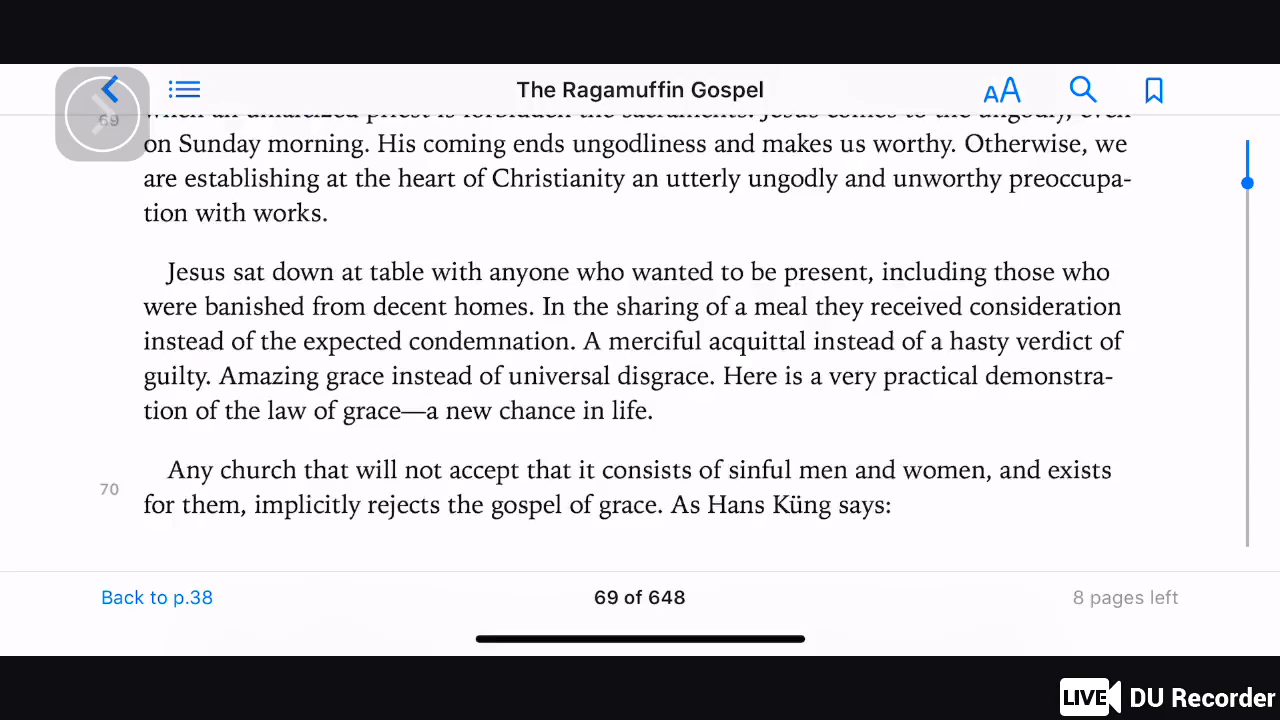 The Ragamuffin Gospel
69
on Sunday morning. His coming ends ungodliness and makes us worthy. Otherwise, we
are establishing at the heart of Christianity an utterly ungodly and unworthy preoccupa-
tion with works.
Jesus sat down at table with anyone who wanted to be present, including those who
were banished from decent homes. In the sharing of a meal they received consideration
instead of the expected condemnation. A merciful acquittal instead of a hasty verdict of
guilty. Amazing grace instead of universal disgrace. Here is a very practical demonstra-
tion of the law of grace—a new chance in life.
Any church that will not accept that it consists of sinful men and women, and exists
70
for them, implicitly rejects the gospel of grace. As Hans Küng says:
Back to p.38
69 of 648
8 pages left
LIVE DU Recorder